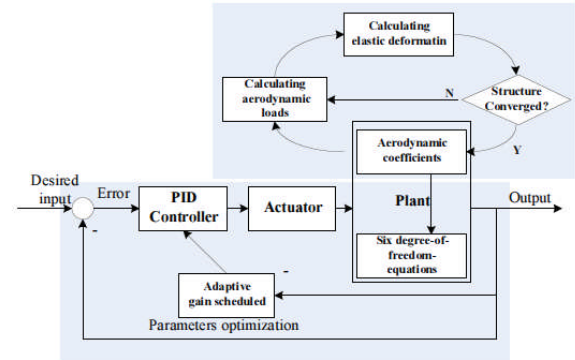 Calculating
elastic deformatin
Calculating
aerodynamic
loads
N
Structure
Converged?
Y
Aerodynamic
coefficients
Desired
input
Error
-
PID
Controller
Actuator
Plant
Output
Six degree-of-
freedom-
equations
-
Adaptive
gain scheduled
Parameters optimization